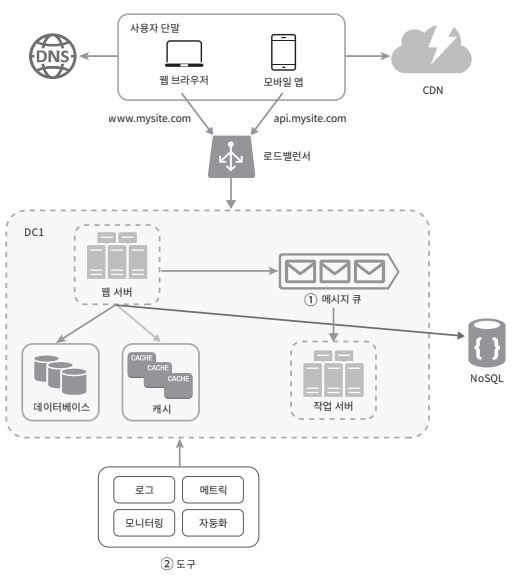 사용자 단말
DNS
웹 브라우저
모바일 앱
CDN
www.mysite.com
api.mysite.com
로드밸런서
DC1
웹 서버
① 메시지 큐
CACHE
CACHE
CACHE
데이터베이스
캐시
작업 서버
{ }
NoSQL
로그
메트릭
모니터링
자동화
② 도구